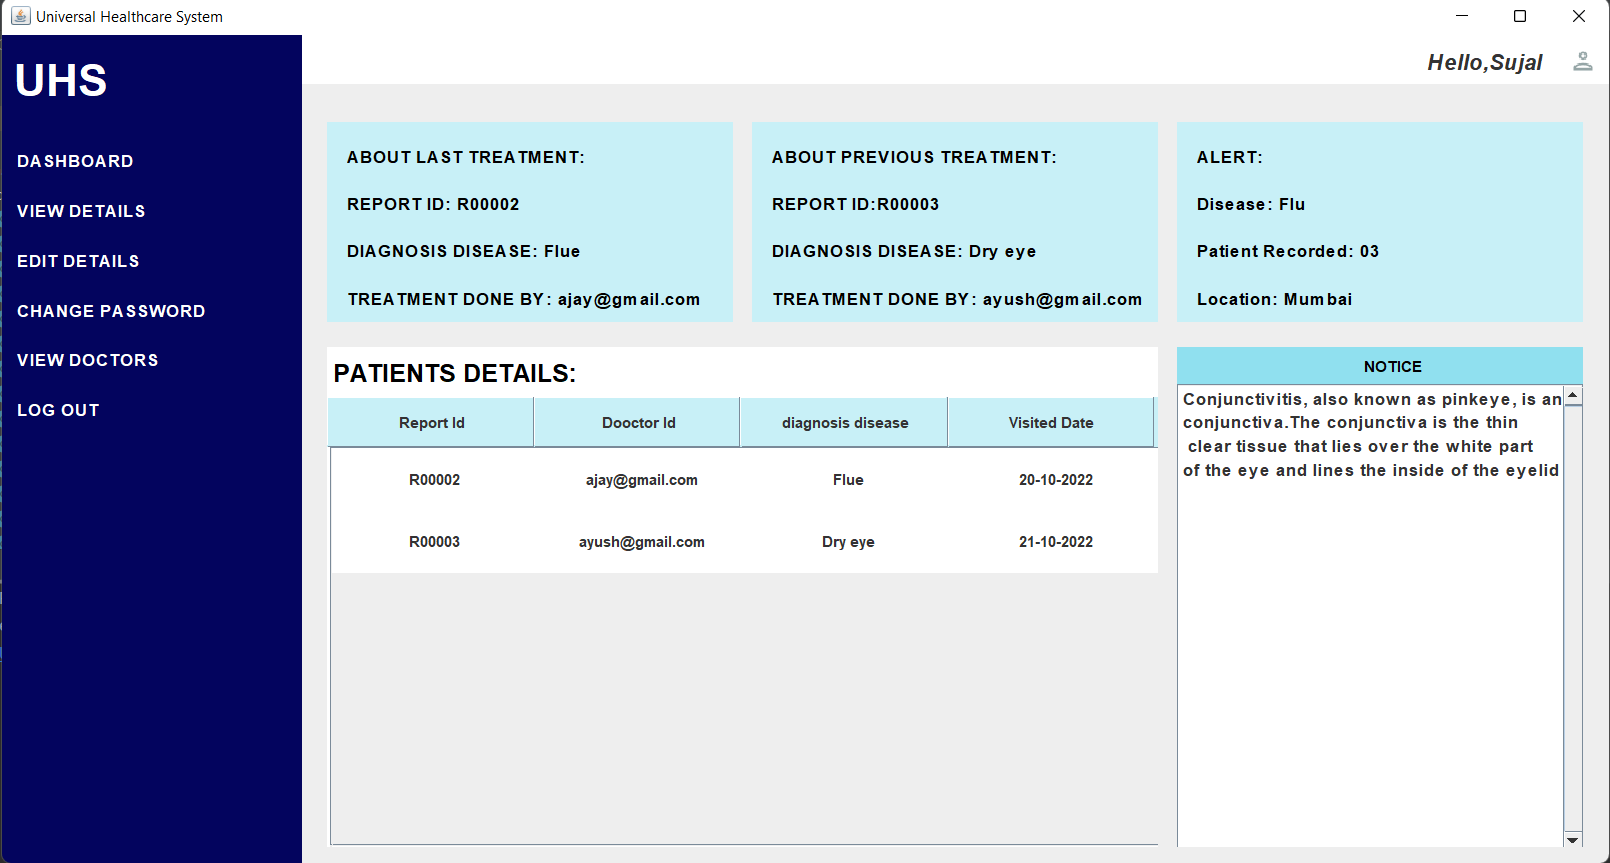 Universal Healthcare System
Hello,Sujal
UHS
DASHBOARD
VIEW DETAILS
EDIT DETAILS
CHANGE PASSWORD
VIEW DOCTORS
LOG OUT
ABOUT LAST TREATMENT:
REPORT ID: R00002
DIAGNOSIS DISEASE: Flue
TREATMENT DONE BY: ajay@gmail.com
ABOUT PREVIOUS TREATMENT:
REPORT ID:R00003
DIAGNOSIS DISEASE: Dry eye
TREATMENT DONE BY: ayush@gmail.com
ALERT:
Disease: Flu
Patient Recorded: 03
Location: Mumbai
PATIENTS DETAILS:
Report Id Dooctor Id diagnosis disease Visited Date
R00002 ajay@gmail.com Flue 20-10-2022
R00003 ayush@gmail.com Dry eye 21-10-2022
NOTICE
Conjunctivitis, also known as pinkeye, is an
conjunctiva.The conjunctiva is the thin
clear tissue that lies over the white part
of the eye and lines the inside of the eyelid